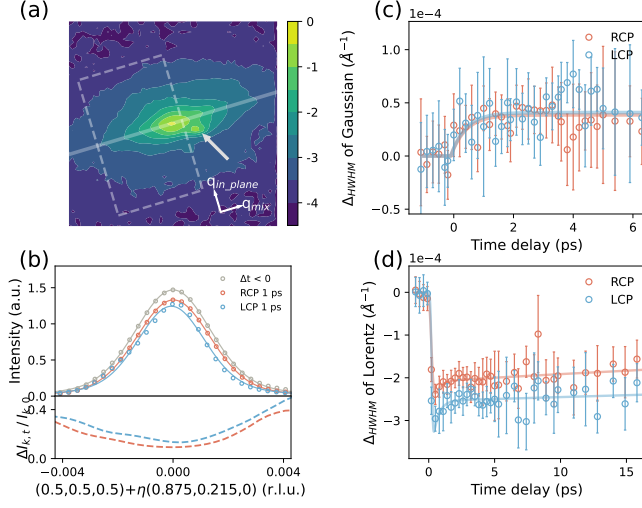 (a)
0
−1
−2
−3
−4
q_in_plane
q_mix
(b)
Intensity (a.u.)
1.5
1.0
0.5
0.0
Δt < 0
RCP 1 ps
LCP 1 ps
ΔI_k, t / I_k, 0
0.4
0.0
−0.004 0.000 0.004
(0.5,0.5,0.5)+η(0.875,0.215,0) (r.l.u.)
(c)
1e−4
RCP
LCP
Δ_HWHM of Gaussian (Å⁻¹)
1.0
0.5
0.0
−0.5
0 2 4 6
Time delay (ps)
(d)
1e−4
RCP
LCP
Δ_HWHM of Lorentz (Å⁻¹)
0
−1
−2
−3
0 5 10 15
Time delay (ps)